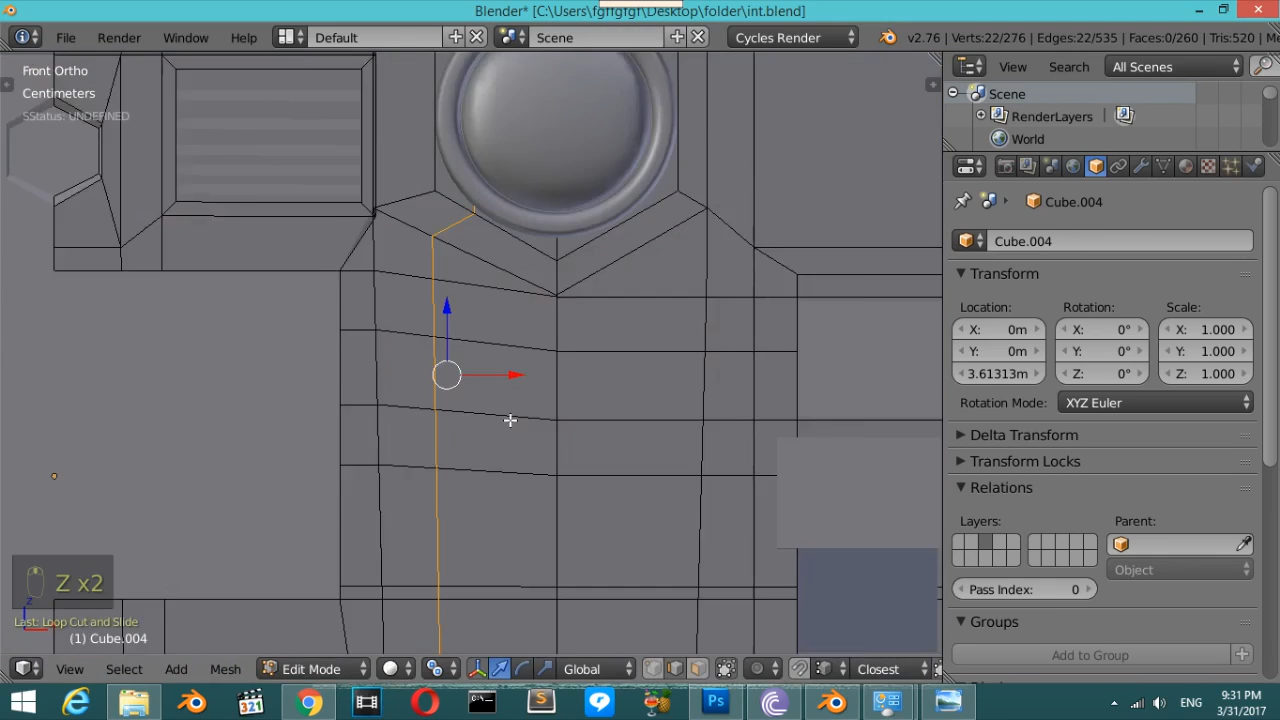 Blender* [C:\Users\fgffgfgf\Desktop\folder\int.blend]
File Render Window Help Default Scene Cycles Render v2.76 | Verts:22/276 | Edges:22/535 | Faces:0/260 | Tris:520 | Me
Front Ortho
Centimeters
SStatus: UNDEFINED
View Search All Scenes
Scene
RenderLayers
World
Cube.004
Cube.004
Transform
Location: Rotation: Scale:
X: 0m X: 0° X: 1.000
Y: 0m Y: 0° Y: 1.000
3.61313m Z: 0° Z: 1.000
Rotation Mode: XYZ Euler
Delta Transform
Transform Locks
Relations
Layers: Parent:
Object
Pass Index: 0
Groups
Add to Group
Z x2
z
Last: Loop Cut and Slide
(1) Cube.004
View Select Add Mesh Edit Mode Global Closest
321
Ps
ENG
9:31 PM
3/31/2017